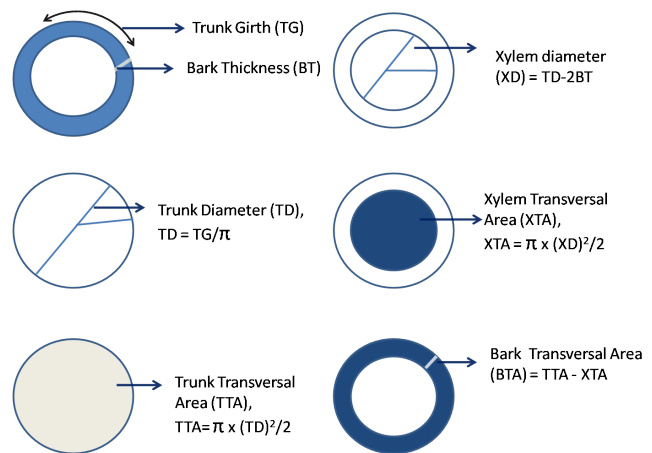 Trunk Girth (TG)
Bark Thickness (BT)
Xylem diameter
(XD) = TD-2BT
Trunk Diameter (TD),
TD = TG/π
Xylem Transversal
Area (XTA),
XTA = π x (XD)²/2
Trunk Transversal
Area (TTA),
TTA= π x (TD)²/2
Bark Transversal Area
(BTA) = TTA - XTA